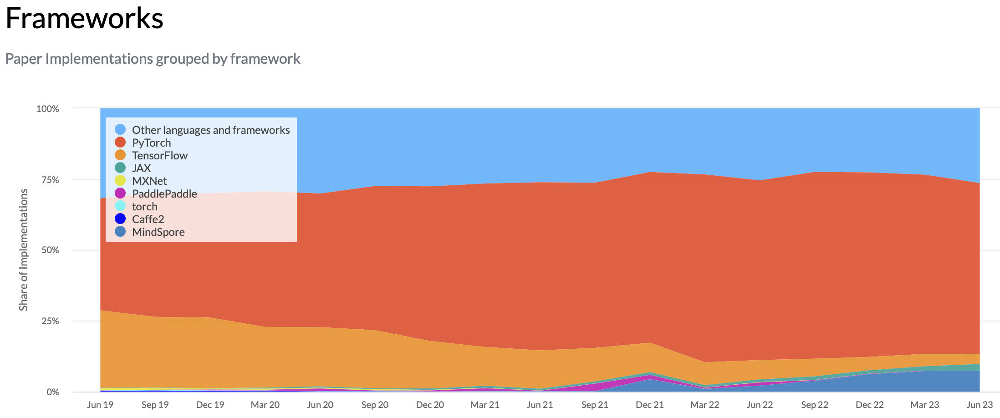 Frameworks
Paper Implementations grouped by framework
100%
75%
50%
25%
0%
Share of Implementations
Other languages and frameworks
PyTorch
TensorFlow
JAX
MXNet
PaddlePaddle
torch
Caffe2
MindSpore
Jun 19 Sep 19 Dec 19 Mar 20 Jun 20 Sep 20 Dec 20 Mar 21 Jun 21 Sep 21 Dec 21 Mar 22 Jun 22 Sep 22 Dec 22 Mar 23 Jun 23